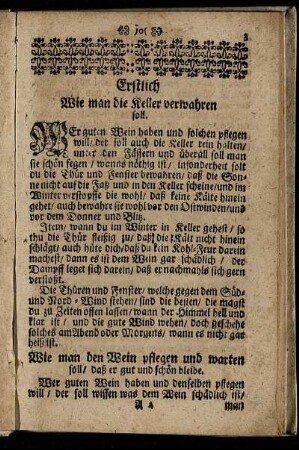 )o(
3
Erstlich
Wie man die Keller verwahren
soll.
WEr guten Wein haben und solchen pflegen
will/ der soll auch die Keller rein halten/
unter den Fässern und überall soll man
sie schön fegen/ wanns nöthig ist/ insonderheit solt
du die Thür und Fenster bewahren/ daß die Son-
ne nicht auf die Faß und in den Keller scheine/ und im
Winter verstopffe die wohl/ daß keine Kälte hinein
gehet/ auch bewahre sie wohl vor den Ostwinden/ und
vor dem Donner und Blitz.
Item/ wann du im Winter in Keller gehest/ so
thu die Thür fleißig zu/ daß die Kält nicht hinein
schlägt/ auch hüte dich/ daß du kein Kohl-Feur darein
machest/ dann es ist dem Wein gar schädlich/ der
Dampff leget sich darein/ daß er nachmahls sich gern
verstoßt.
Die Thüren und Fenster/ welche gegen dem Süd-
und Nord-Wind stehen/ sind die besten/ die magst
du zu Zeiten offen lassen/ wann der Himmel hell und
klar ist/ und die gute Wind wehen/ doch geschehe
solches am Abend oder Morgens/ wann es nicht gar
heiß ist.
Wie man den Wein pflegen und warten
soll/ daß er gut und schön bleibe.
Wer guten Wein haben und denselben pflegen
will/ der soll wissen was dem Wein schädlich ist/
A 4
man